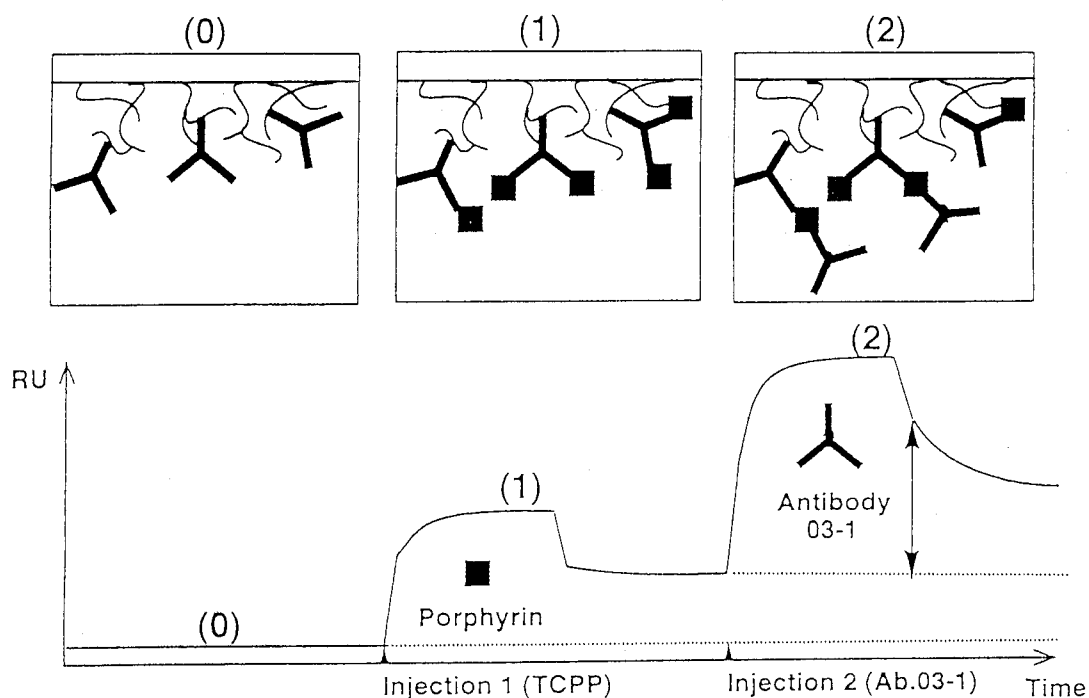 (0)
(1)
(2)
RU
(0)
(1)
Porphyrin
(2)
Antibody
03-1
Injection 1 (TCPP)
Injection 2 (Ab.03-1)
Time